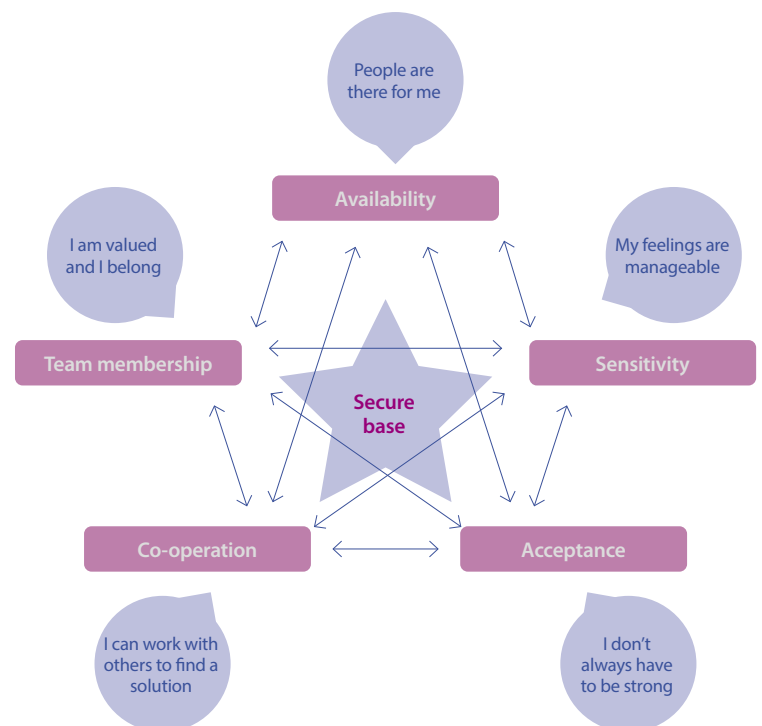 People are
there for me
Availability
I am valued
and I belong
My feelings are
manageable
Team membership
Sensitivity
Secure
base
Co-operation
Acceptance
I can work with
others to find a
solution
I don't
always have
to be strong